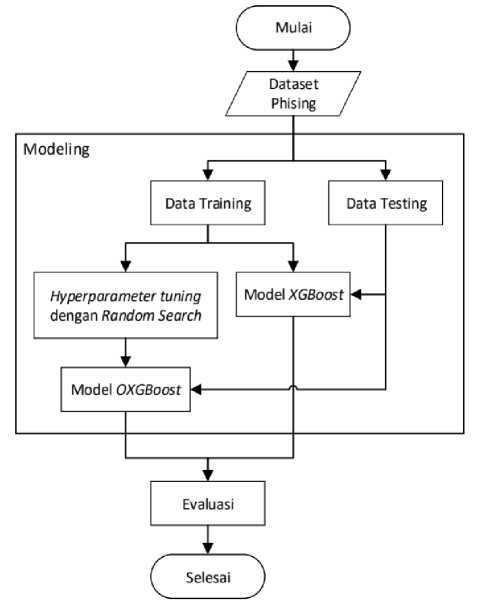 Mulai
Dataset
Phising
Modeling
Data Training
Data Testing
Hyperparameter tuning
dengan Random Search
Model XGBoost
Model OXGBoost
Evaluasi
Selesai